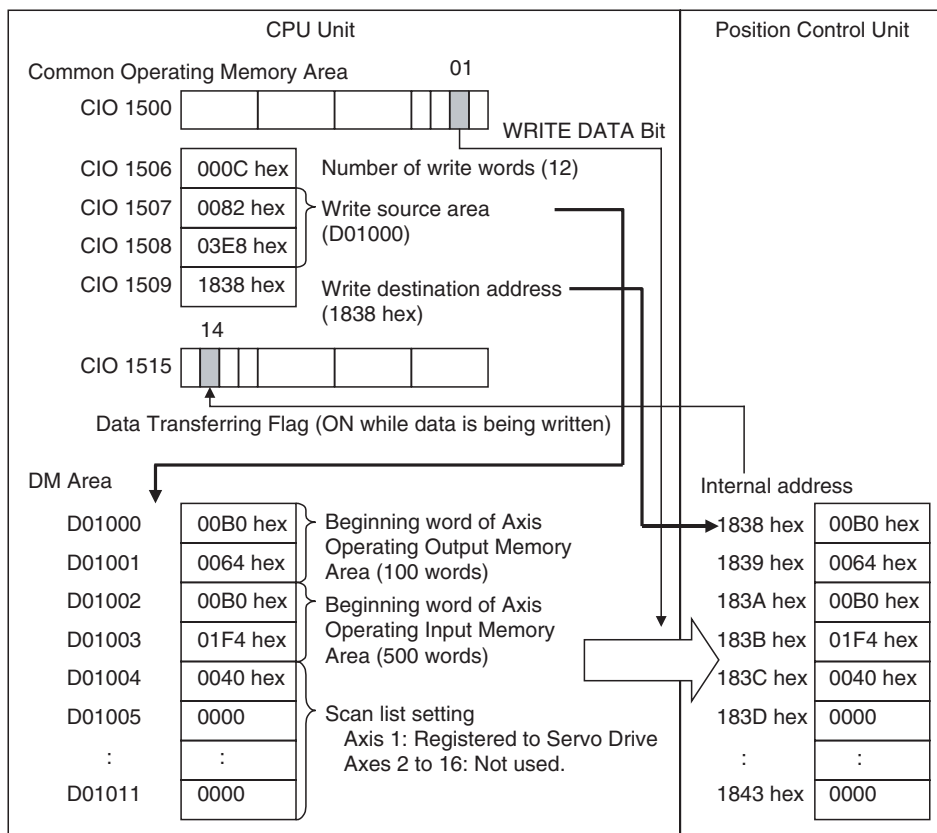 CPU Unit
Position Control Unit
Common Operating Memory Area
01
CIO 1500
WRITE DATA Bit
CIO 1506 000C hex Number of write words (12)
CIO 1507 0082 hex Write source area
(D01000)
CIO 1508 03E8 hex
CIO 1509 1838 hex Write destination address
(1838 hex)
14
CIO 1515
Data Transferring Flag (ON while data is being written)
DM Area
Internal address
D01000 00B0 hex Beginning word of Axis
Operating Output Memory
Area (100 words)
D01001 0064 hex
D01002 00B0 hex Beginning word of Axis
Operating Input Memory
Area (500 words)
D01003 01F4 hex
D01004 0040 hex
D01005 0000 Scan list setting
Axis 1: Registered to Servo Drive
Axes 2 to 16: Not used.
: :
D01011 0000
1838 hex 00B0 hex
1839 hex 0064 hex
183A hex 00B0 hex
183B hex 01F4 hex
183C hex 0040 hex
183D hex 0000
: :
1843 hex 0000